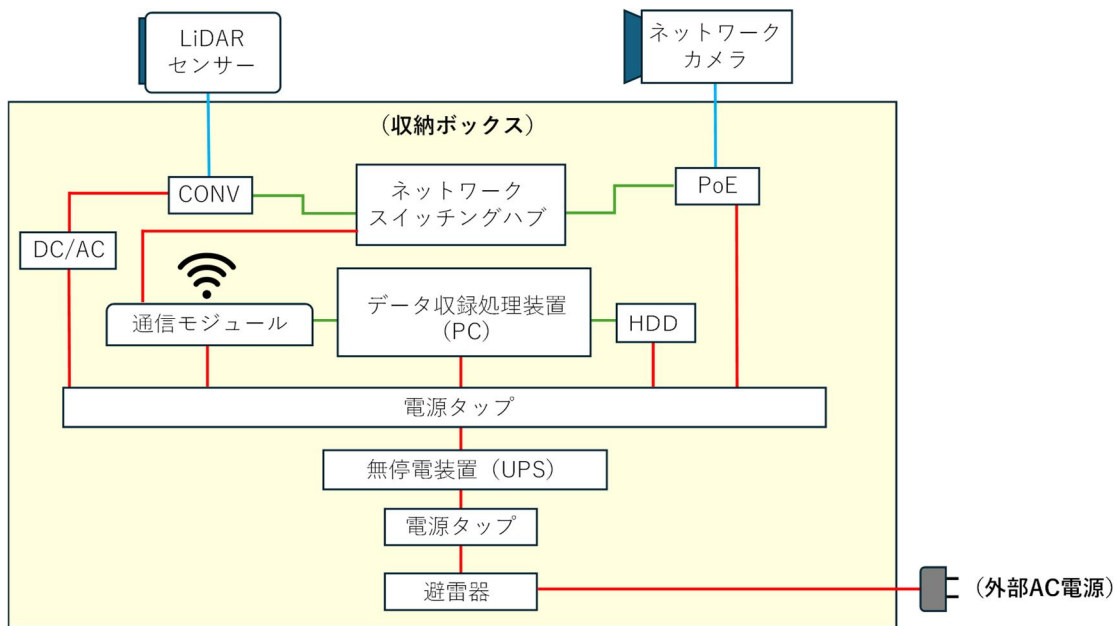 LiDAR
センサー
ネットワーク
カメラ
（収納ボックス）
CONV
ネットワーク
スイッチングハブ
PoE
DC/AC
通信モジュール
データ収録処理装置
（PC）
HDD
電源タップ
無停電装置（UPS）
電源タップ
避雷器
（外部AC電源）